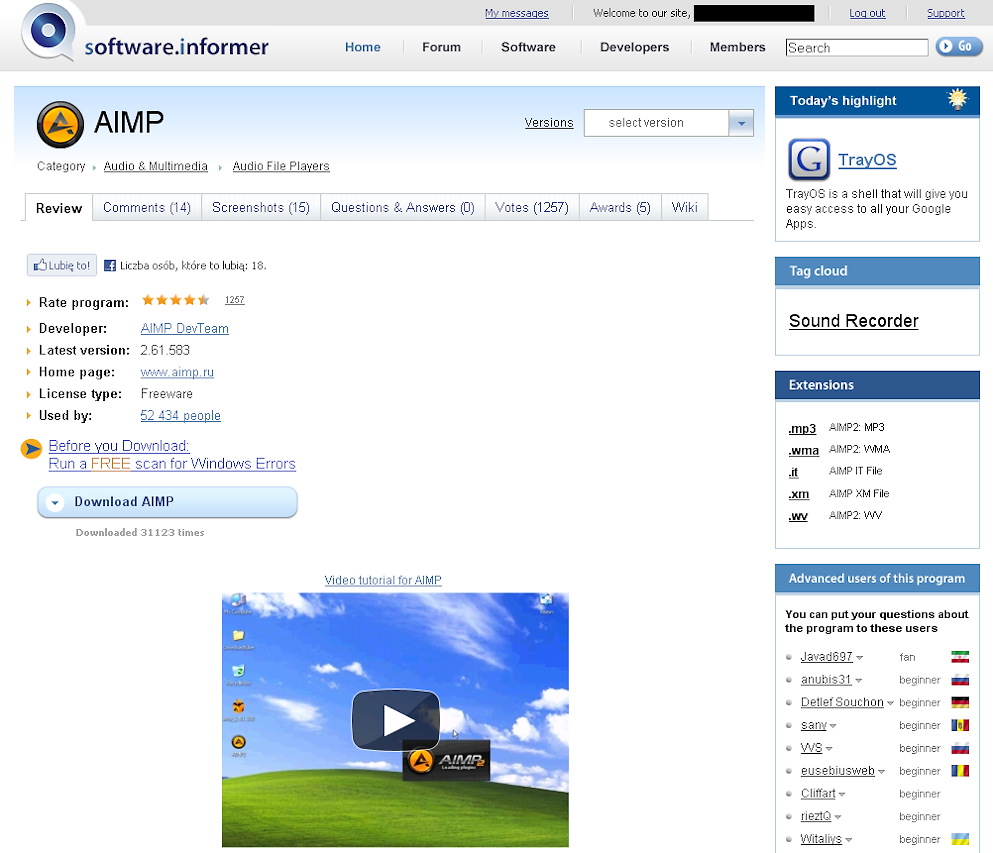 My messages
Welcome to our site,
Log out
Support
software.informer
Home
Forum
Software
Developers
Members
Search
Go
AIMP
Versions
select version
Category
Audio & Multimedia
Audio File Players
Review
Comments (14)
Screenshots (15)
Questions & Answers (0)
Votes (1257)
Awards (5)
Wiki
Lubię to!
Liczba osób, które to lubią: 18.
Rate program: 1257
Developer: AIMP DevTeam
Latest version: 2.61.583
Home page: www.aimp.ru
License type: Freeware
Used by: 52 434 people
Before you Download:
Run a FREE scan for Windows Errors
Download AIMP
Downloaded 31123 times
Video tutorial for AIMP
My Computer
AIMP2
Loading plugins
Today's highlight
G
TrayOS
TrayOS is a shell that will give you
easy access to all your Google
Apps.
Tag cloud
Sound Recorder
Extensions
.mp3 AIMP2: MP3
.wma AIMP2: WMA
.it AIMP IT File
.xm AIMP XM File
.wv AIMP2: WV
Advanced users of this program
You can put your questions about
the program to these users
Javad697 fan
anubis31 beginner
Detlef Souchon beginner
sany beginner
VVS beginner
eusebiusweb beginner
Cliffart beginner
rieztQ beginner
Witalivs beginner